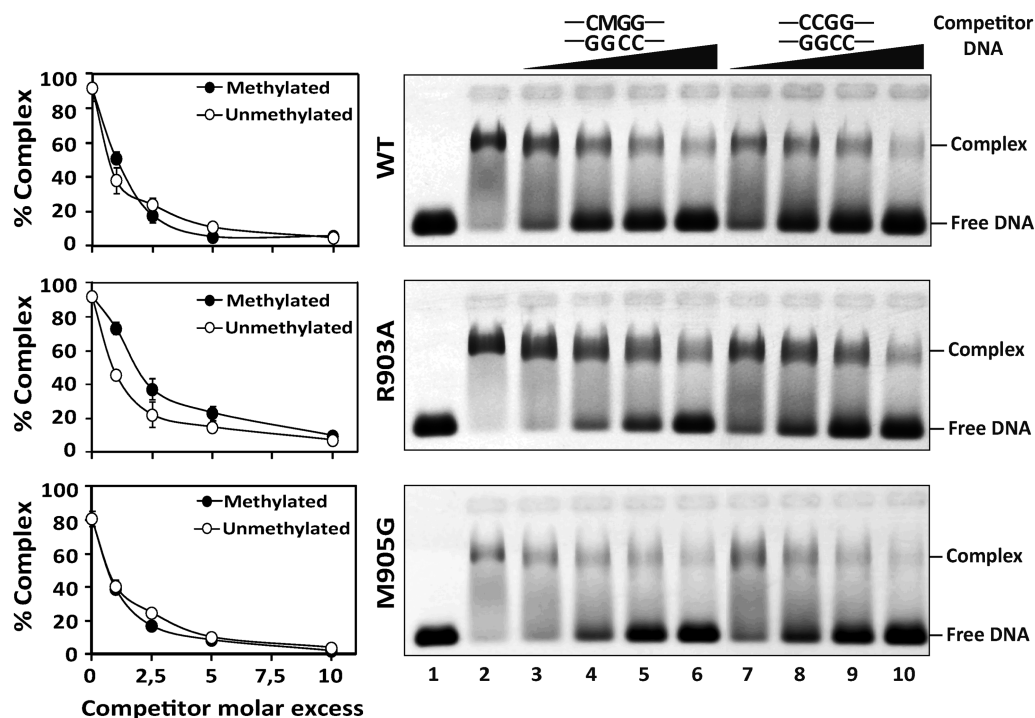 CMGG
GGCC
CCGG
GGCC
Competitor
DNA
% Complex
100
80
60
40
20
0
Methylated
Unmethylated
WT
Complex
Free DNA
% Complex
100
80
60
40
20
0
Methylated
Unmethylated
R903A
Complex
Free DNA
% Complex
100
80
60
40
20
0
Methylated
Unmethylated
M905G
Complex
Free DNA
0 2,5 5 7,5 10
Competitor molar excess
1 2 3 4 5 6 7 8 9 10